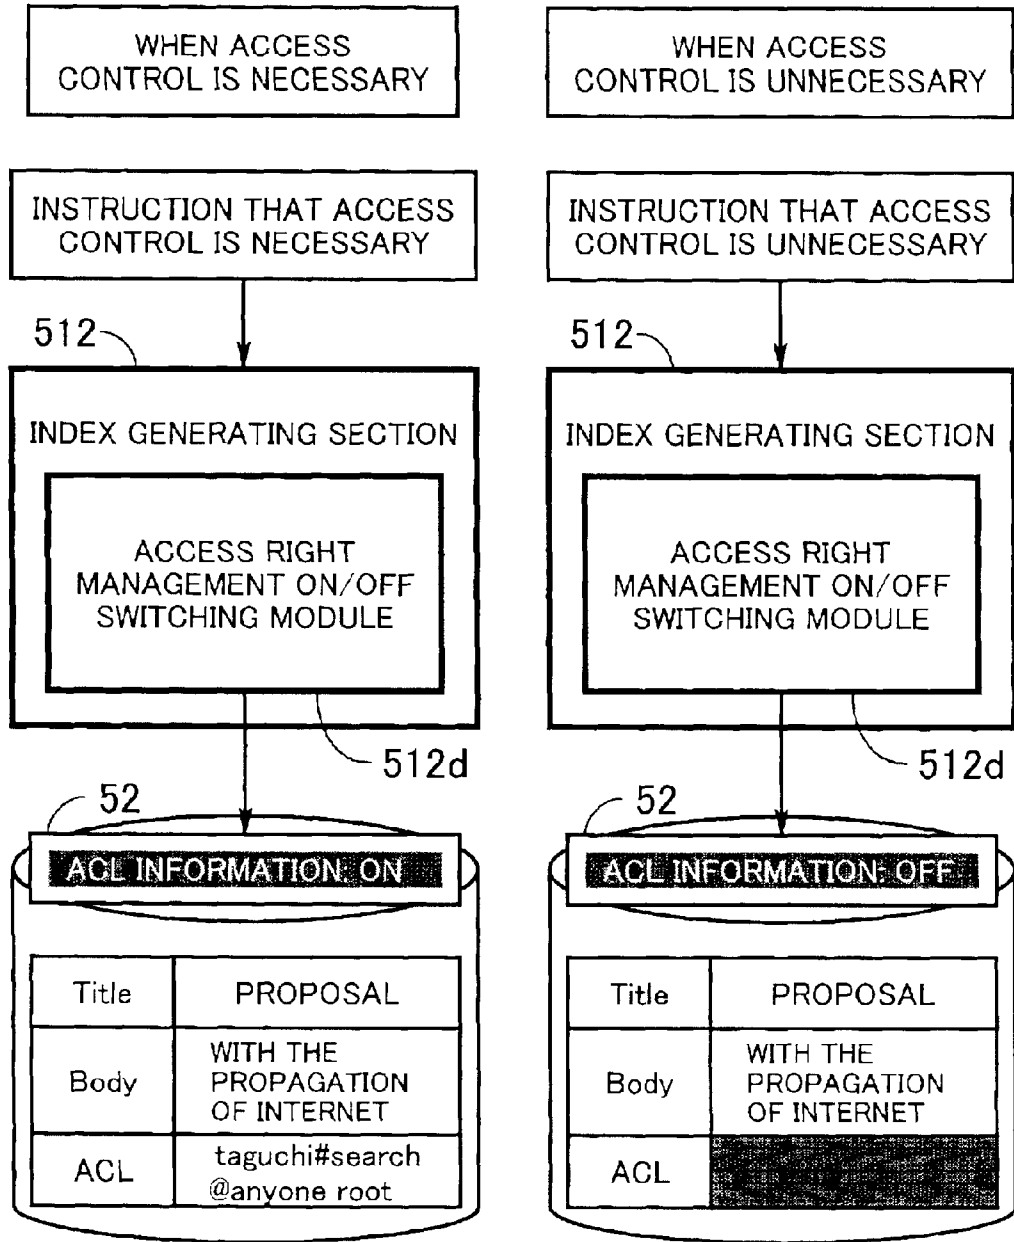 WHEN ACCESS
CONTROL IS NECESSARY
INSTRUCTION THAT ACCESS
CONTROL IS NECESSARY
512
INDEX GENERATING SECTION
ACCESS RIGHT
MANAGEMENT ON/OFF
SWITCHING MODULE
512d
52
ACL INFORMATION: ON
Title
PROPOSAL
Body
WITH THE
PROPAGATION
OF INTERNET
ACL
taguchi#search
@anyone root
WHEN ACCESS
CONTROL IS UNNECESSARY
INSTRUCTION THAT ACCESS
CONTROL IS UNNECESSARY
512
INDEX GENERATING SECTION
ACCESS RIGHT
MANAGEMENT ON/OFF
SWITCHING MODULE
512d
52
ACL INFORMATION: OFF
Title
PROPOSAL
Body
WITH THE
PROPAGATION
OF INTERNET
ACL